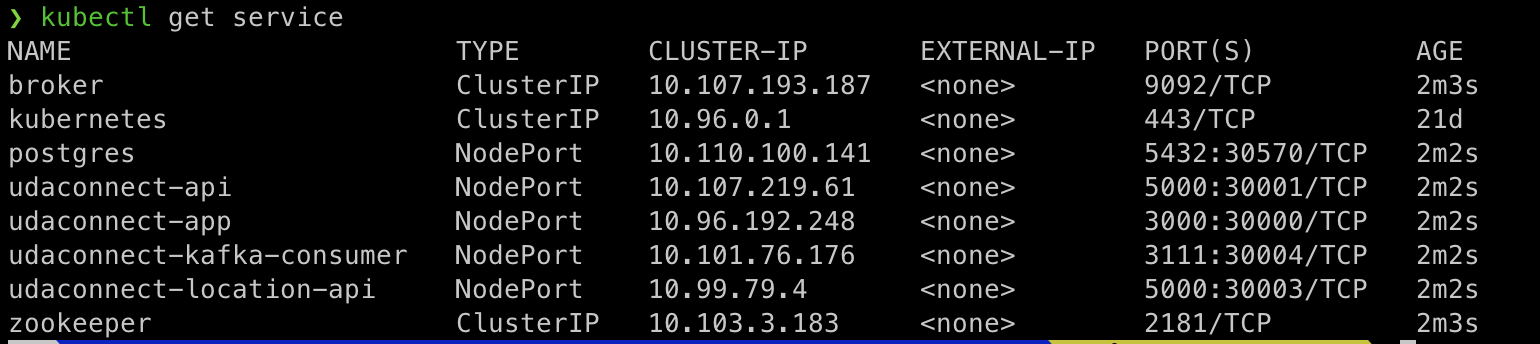 ❯ kubectl get service
NAME TYPE CLUSTER-IP EXTERNAL-IP PORT(S) AGE
broker ClusterIP 10.107.193.187 <none> 9092/TCP 2m3s
kubernetes ClusterIP 10.96.0.1 <none> 443/TCP 21d
postgres NodePort 10.110.100.141 <none> 5432:30570/TCP 2m2s
udaconnect-api NodePort 10.107.219.61 <none> 5000:30001/TCP 2m2s
udaconnect-app NodePort 10.96.192.248 <none> 3000:30000/TCP 2m2s
udaconnect-kafka-consumer NodePort 10.101.76.176 <none> 3111:30004/TCP 2m2s
udaconnect-location-api NodePort 10.99.79.4 <none> 5000:30003/TCP 2m2s
zookeeper ClusterIP 10.103.3.183 <none> 2181/TCP 2m3s